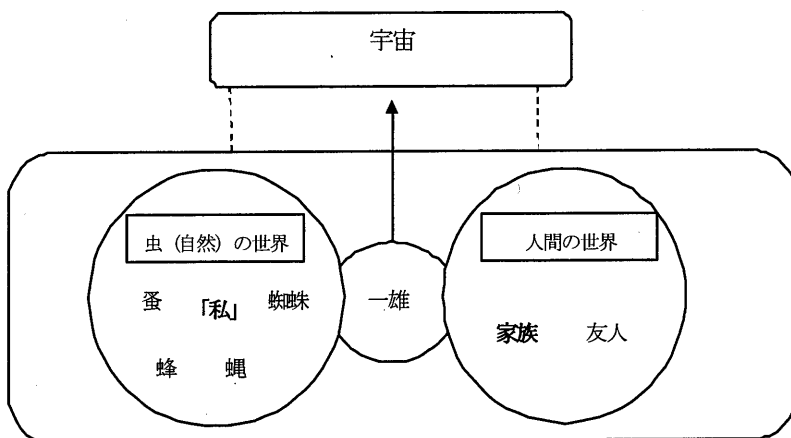 宇宙
虫（自然）の世界
人間の世界
蚤 「私」 蜘蛛
一雄
家族 友人
蜂 蝿